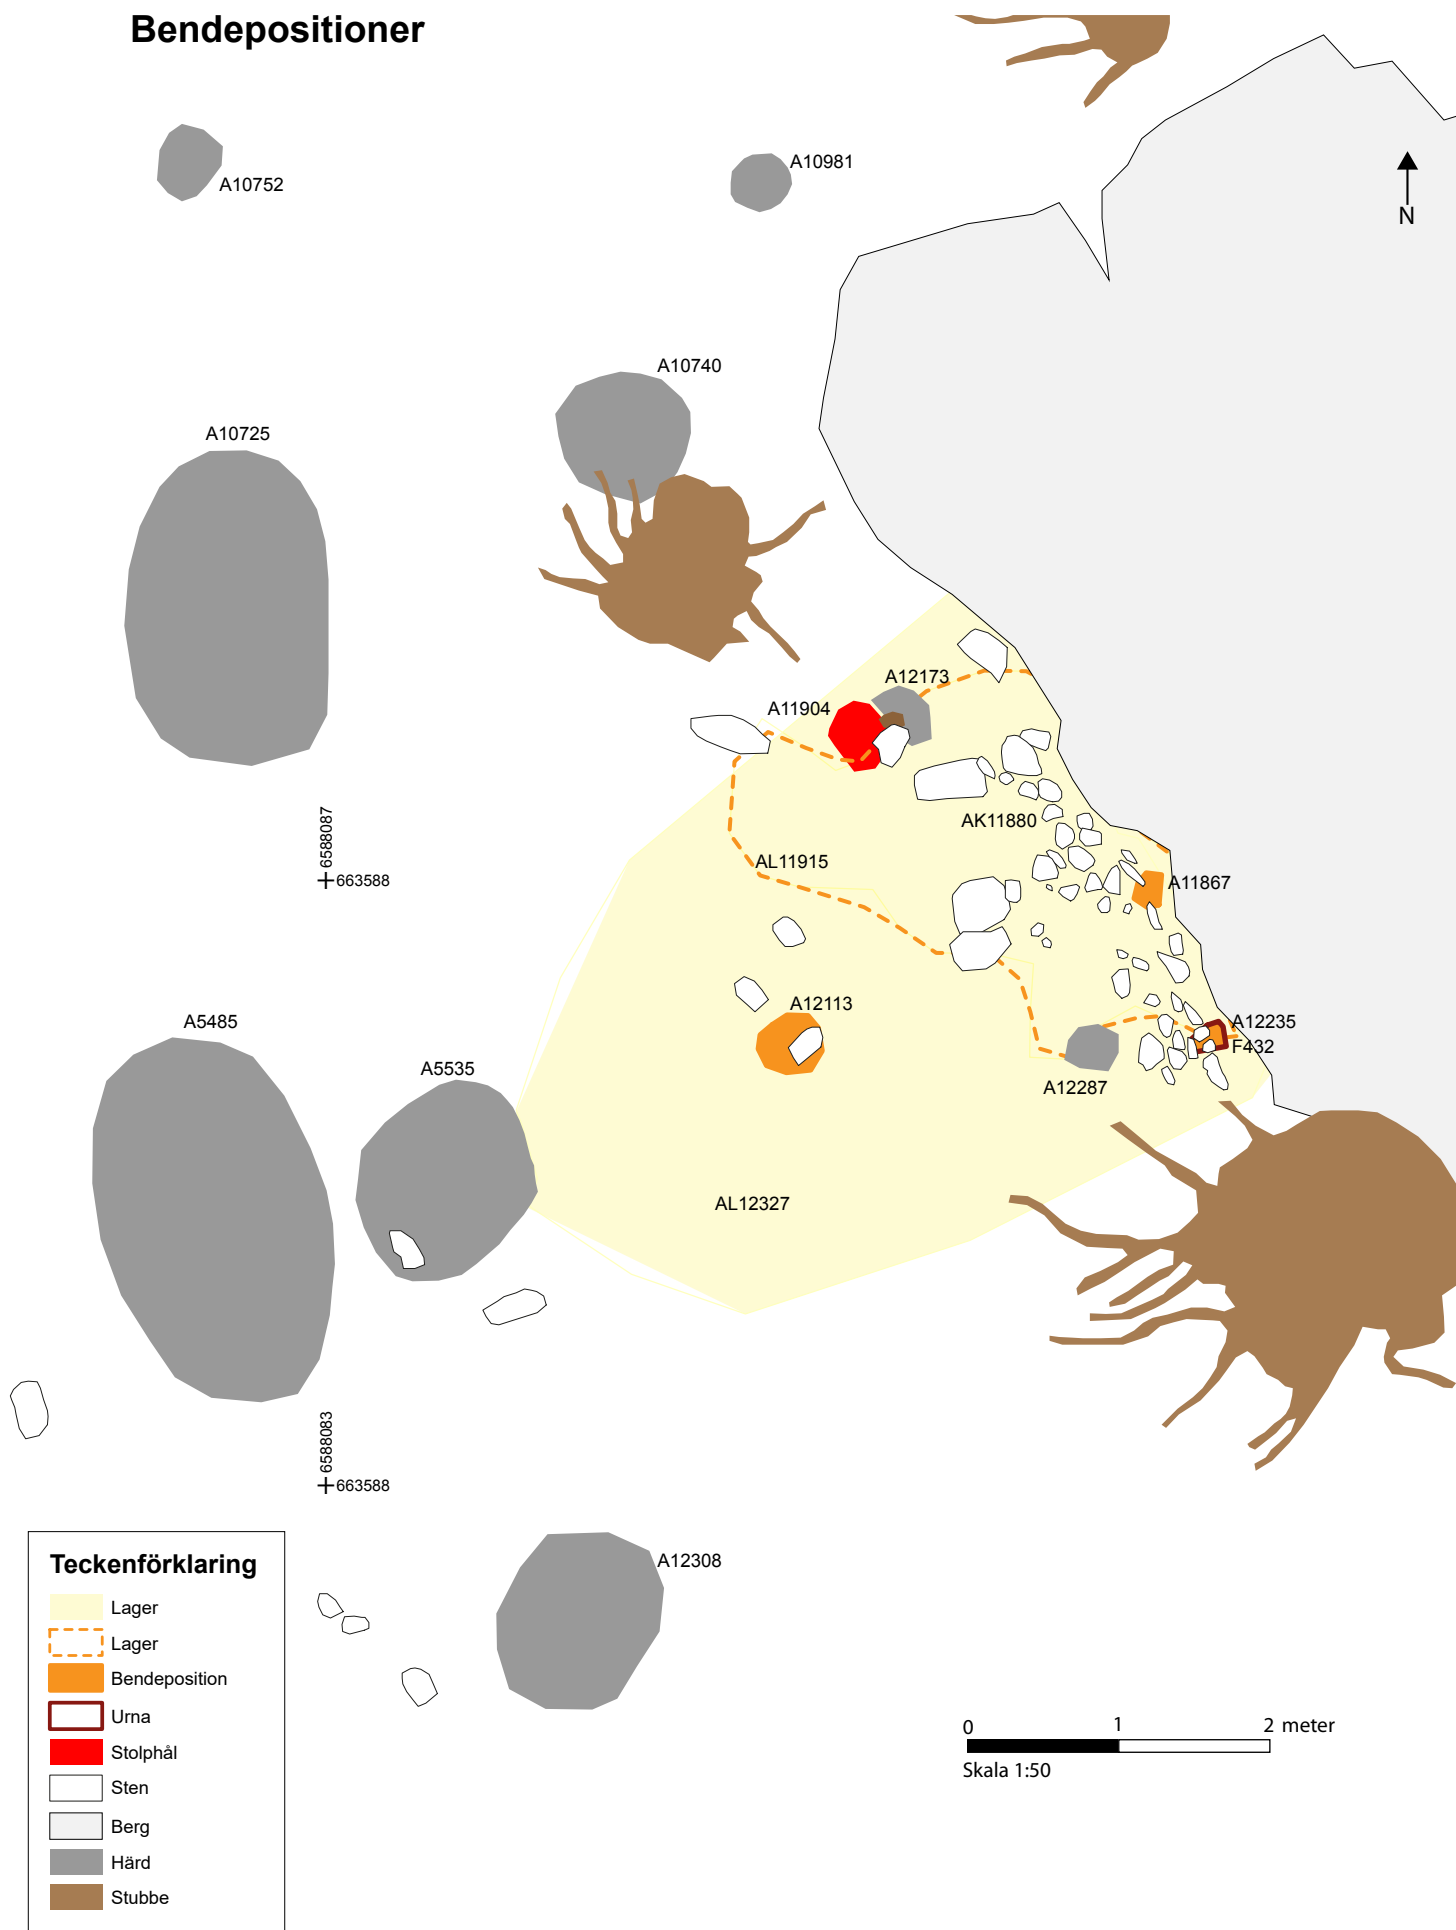 Bendepositioner
A10752
A10981
N
A10740
A10725
A12173
A11904
AK11880
6588087
663588
AL11915
A11867
A12113
A5485
A12235
F432
A5535
A12287
AL12327
6588083
663588
A12308
Teckenförklaring
Lager
Lager
Bendeposition
Urna
Stolphål
Sten
Berg
Härd
Stubbe
0 1 2 meter
Skala 1:50